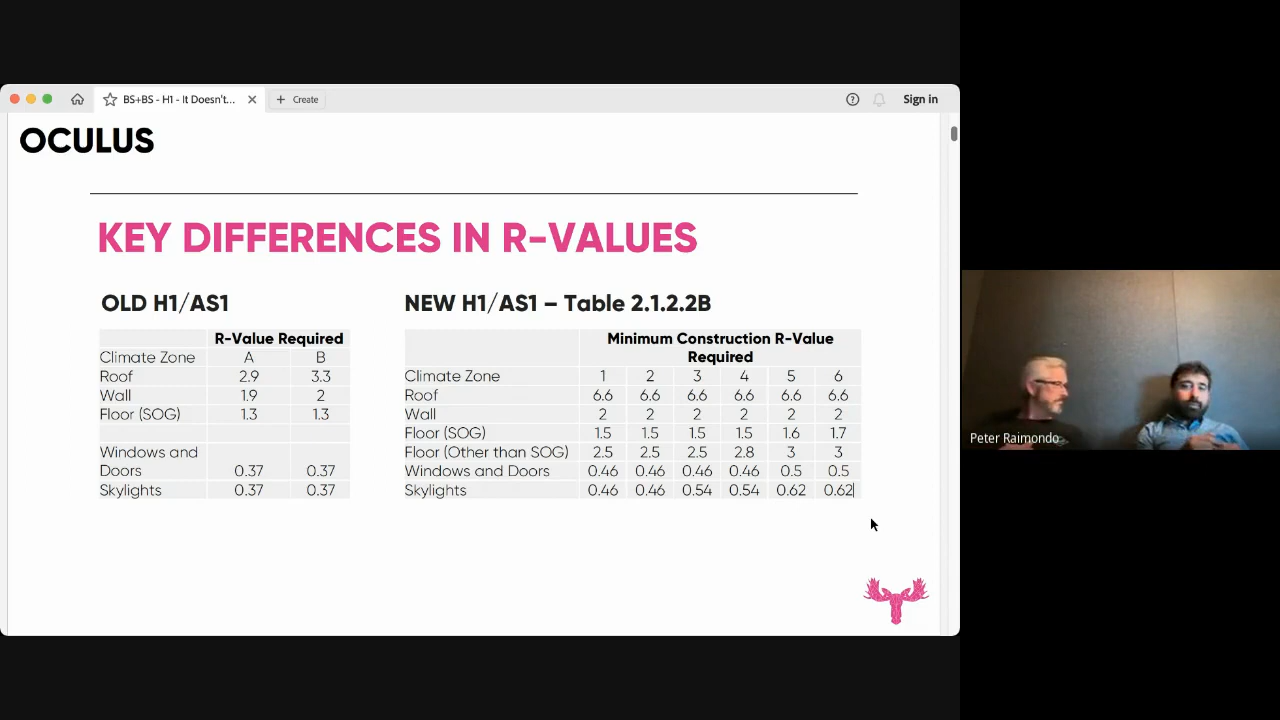 BS+BS - H1 - It Doesn't...
Create
Sign in
OCULUS
KEY DIFFERENCES IN R-VALUES
OLD H1/AS1
R-Value Required
Climate Zone A B
Roof 2.9 3.3
Wall 1.9 2
Floor (SOG) 1.3 1.3
Windows and
Doors 0.37 0.37
Skylights 0.37 0.37
NEW H1/AS1 – Table 2.1.2.2B
Minimum Construction R-Value
Required
Climate Zone 1 2 3 4 5 6
Roof 6.6 6.6 6.6 6.6 6.6 6.6
Wall 2 2 2 2 2 2
Floor (SOG) 1.5 1.5 1.5 1.5 1.6 1.7
Floor (Other than SOG) 2.5 2.5 2.5 2.8 3 3
Windows and Doors 0.46 0.46 0.46 0.46 0.5 0.5
Skylights 0.46 0.46 0.54 0.54 0.62 0.62
Peter Raimondo